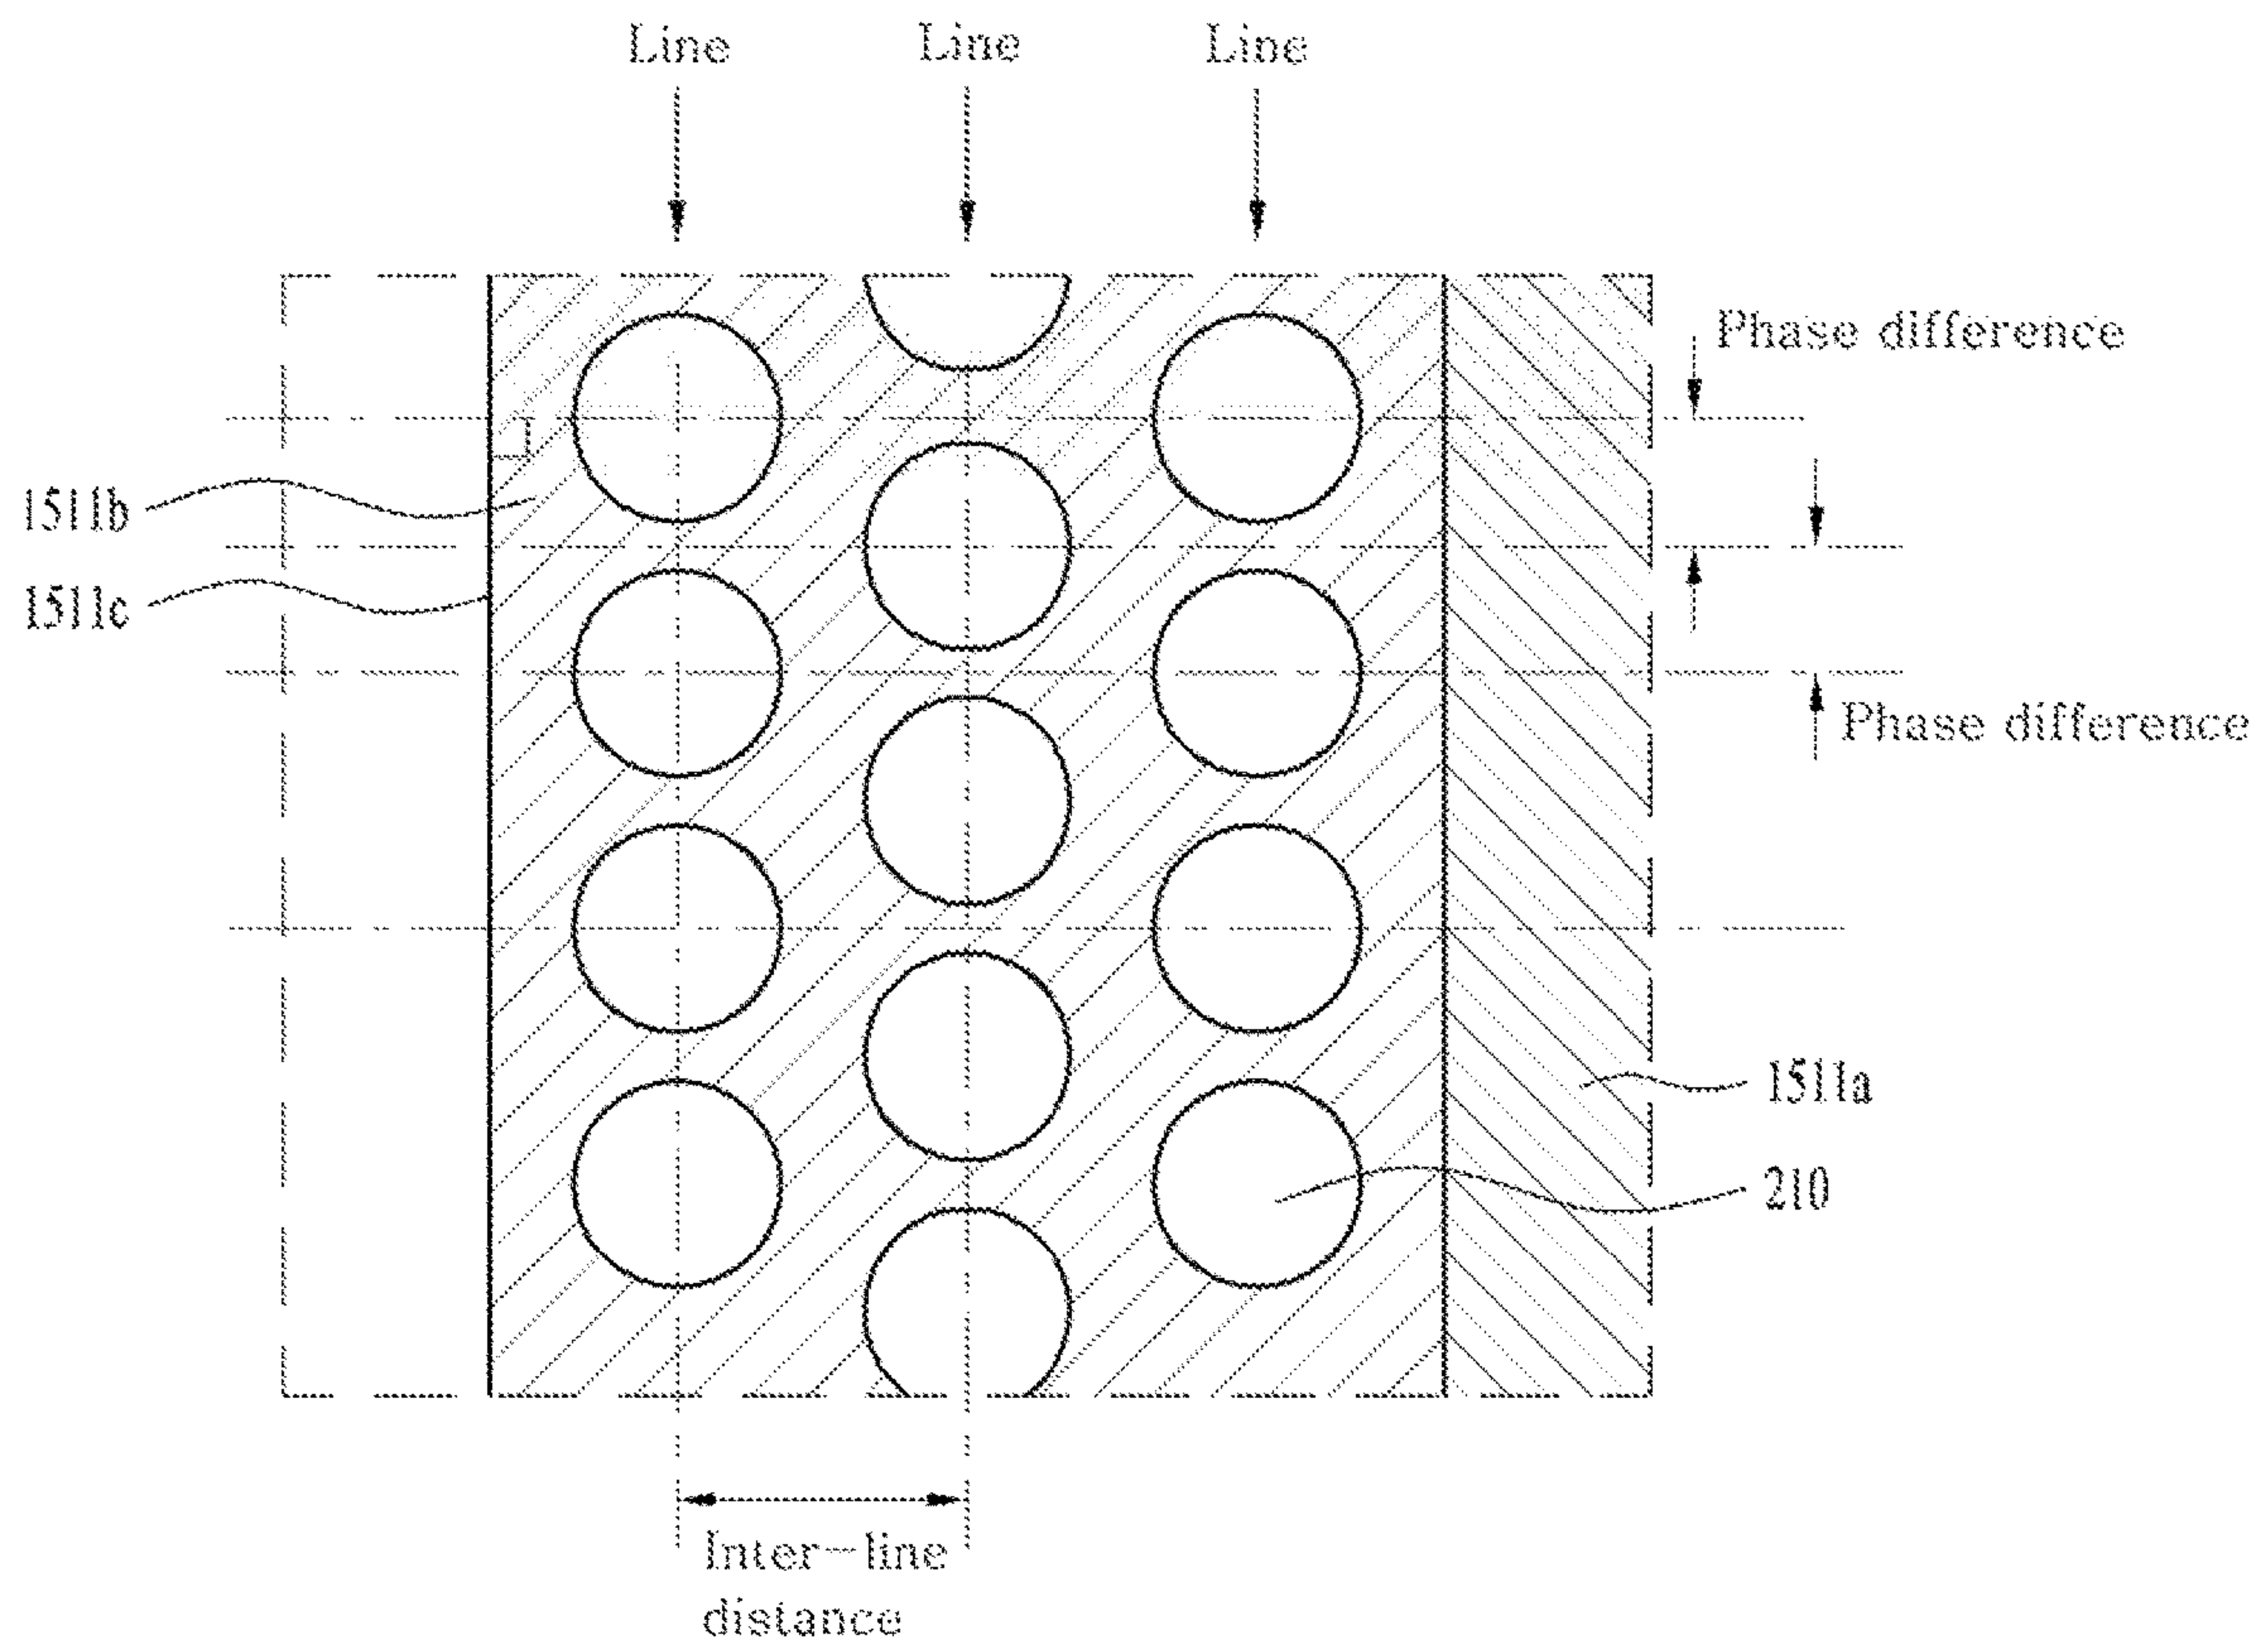 Line Line Line
Phase difference
1511b
1511c
Phase difference
1511a
210
Inter-line
distance